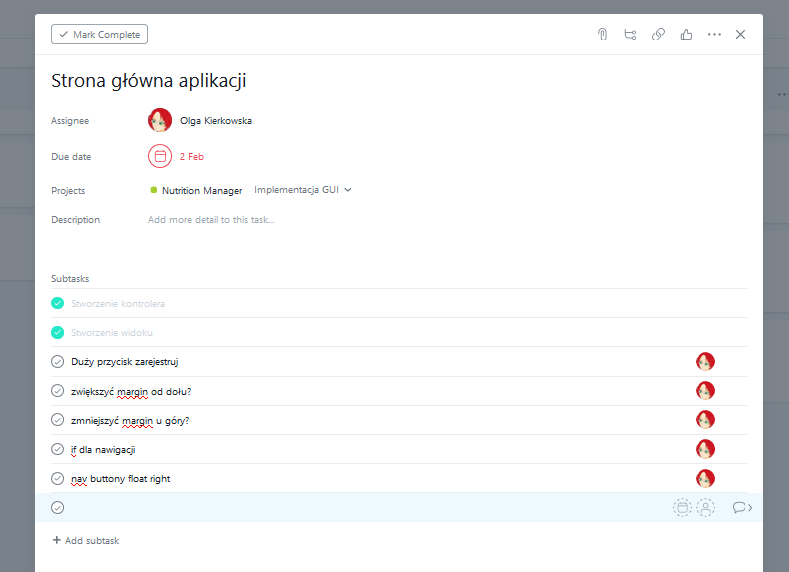 Mark Complete
Strona główna aplikacji
Assignee Olga Kierkowska
Due date 2 Feb
Projects Nutrition Manager Implementacja GUI
Description Add more detail to this task...
Subtasks
Stworzenie kontrolera
Stworzenie widoku
Duży przycisk zarejestruj
zwiększyć margin od dołu?
zmniejszyć margin u góry?
if dla nawigacji
nav buttony float right
+ Add subtask